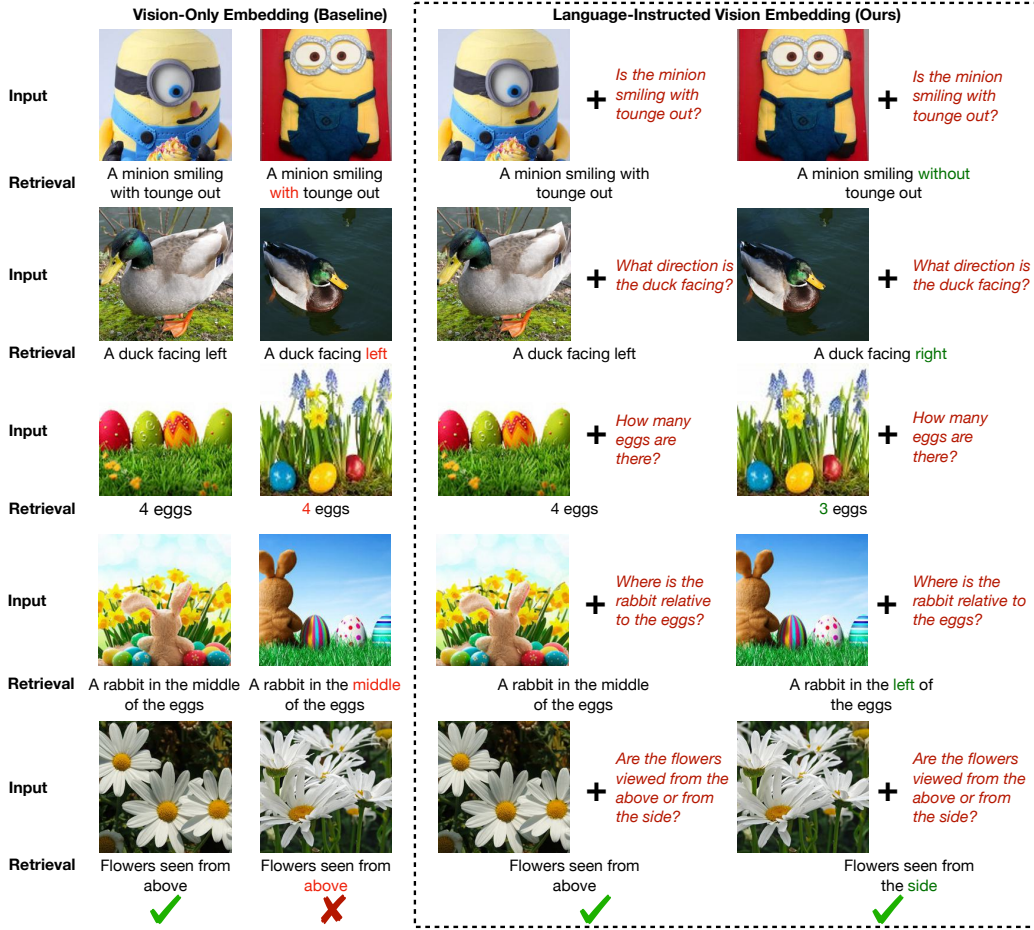 Vision-Only Embedding (Baseline)
Language-Instructed Vision Embedding (Ours)
Input
+
Is the minion
smiling with
tounge out?
+
Is the minion
smiling with
tounge out?
Retrieval
A minion smiling
with tounge out
A minion smiling
with tounge out
A minion smiling with
tounge out
A minion smiling without
tounge out
Input
+
What direction is
the duck facing?
+
What direction is
the duck facing?
Retrieval
A duck facing left
A duck facing left
A duck facing left
A duck facing right
Input
+
How many
eggs are
there?
+
How many
eggs are
there?
Retrieval
4 eggs
4 eggs
4 eggs
3 eggs
Input
+
Where is the
rabbit relative
to the eggs?
+
Where is the
rabbit relative to
the eggs?
Retrieval
A rabbit in the middle
of the eggs
A rabbit in the middle
of the eggs
A rabbit in the middle
of the eggs
A rabbit in the left of
the eggs
Input
+
Are the flowers
viewed from the
above or from
the side?
+
Are the flowers
viewed from the
above or from
the side?
Retrieval
Flowers seen from
above
Flowers seen from
above
Flowers seen from
above
Flowers seen from
the side